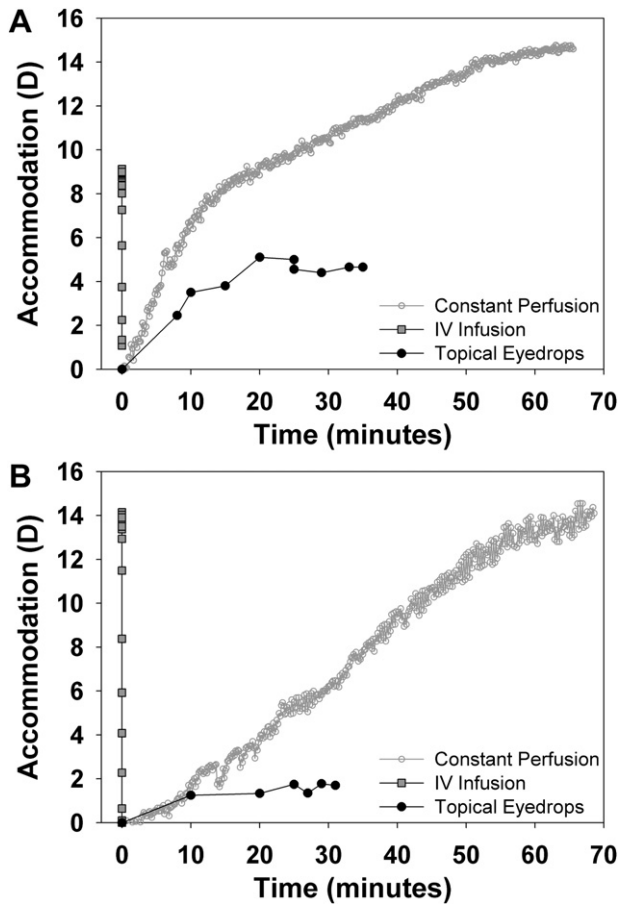 A
Accommodation (D)
16
14
12
10
8
6
4
2
0
Constant Perfusion
IV Infusion
Topical Eyedrops
0 10 20 30 40 50 60 70
Time (minutes)
B
Accommodation (D)
16
14
12
10
8
6
4
2
0
Constant Perfusion
IV Infusion
Topical Eyedrops
0 10 20 30 40 50 60 70
Time (minutes)